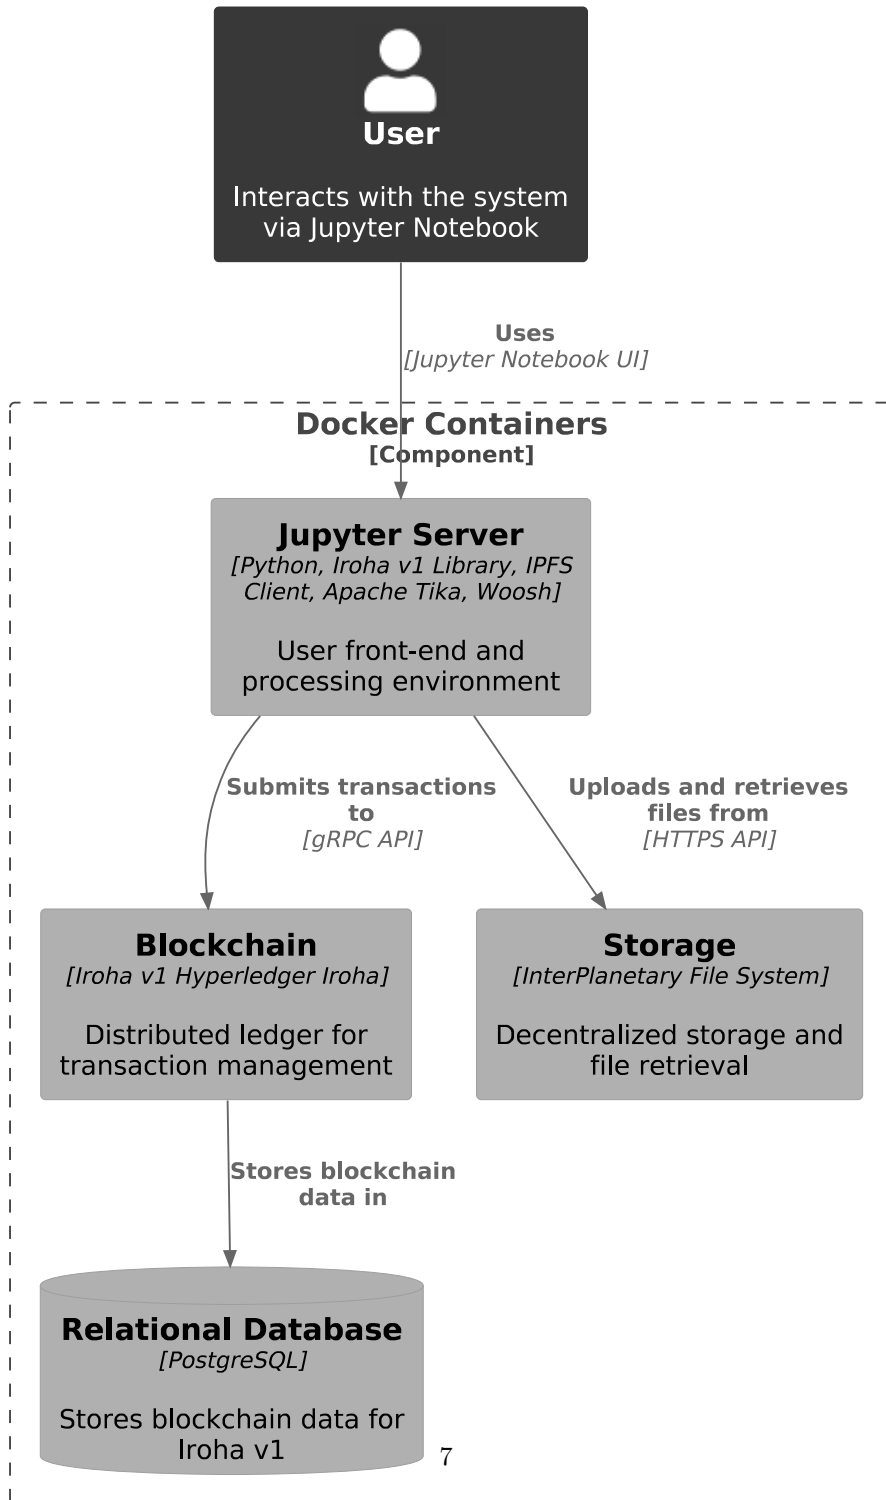 User
Interacts with the system
via Jupyter Notebook
Uses
[Jupyter Notebook UI]
Docker Containers
[Component]
Jupyter Server
[Python, Iroha v1 Library, IPFS
Client, Apache Tika, Woosh]
User front-end and
processing environment
Submits transactions
to
[gRPC API]
Uploads and retrieves
files from
[HTTPS API]
Blockchain
[Iroha v1 Hyperledger Iroha]
Distributed ledger for
transaction management
Storage
[InterPlanetary File System]
Decentralized storage and
file retrieval
Stores blockchain
data in
Relational Database
[PostgreSQL]
Stores blockchain data for
Iroha v1
7